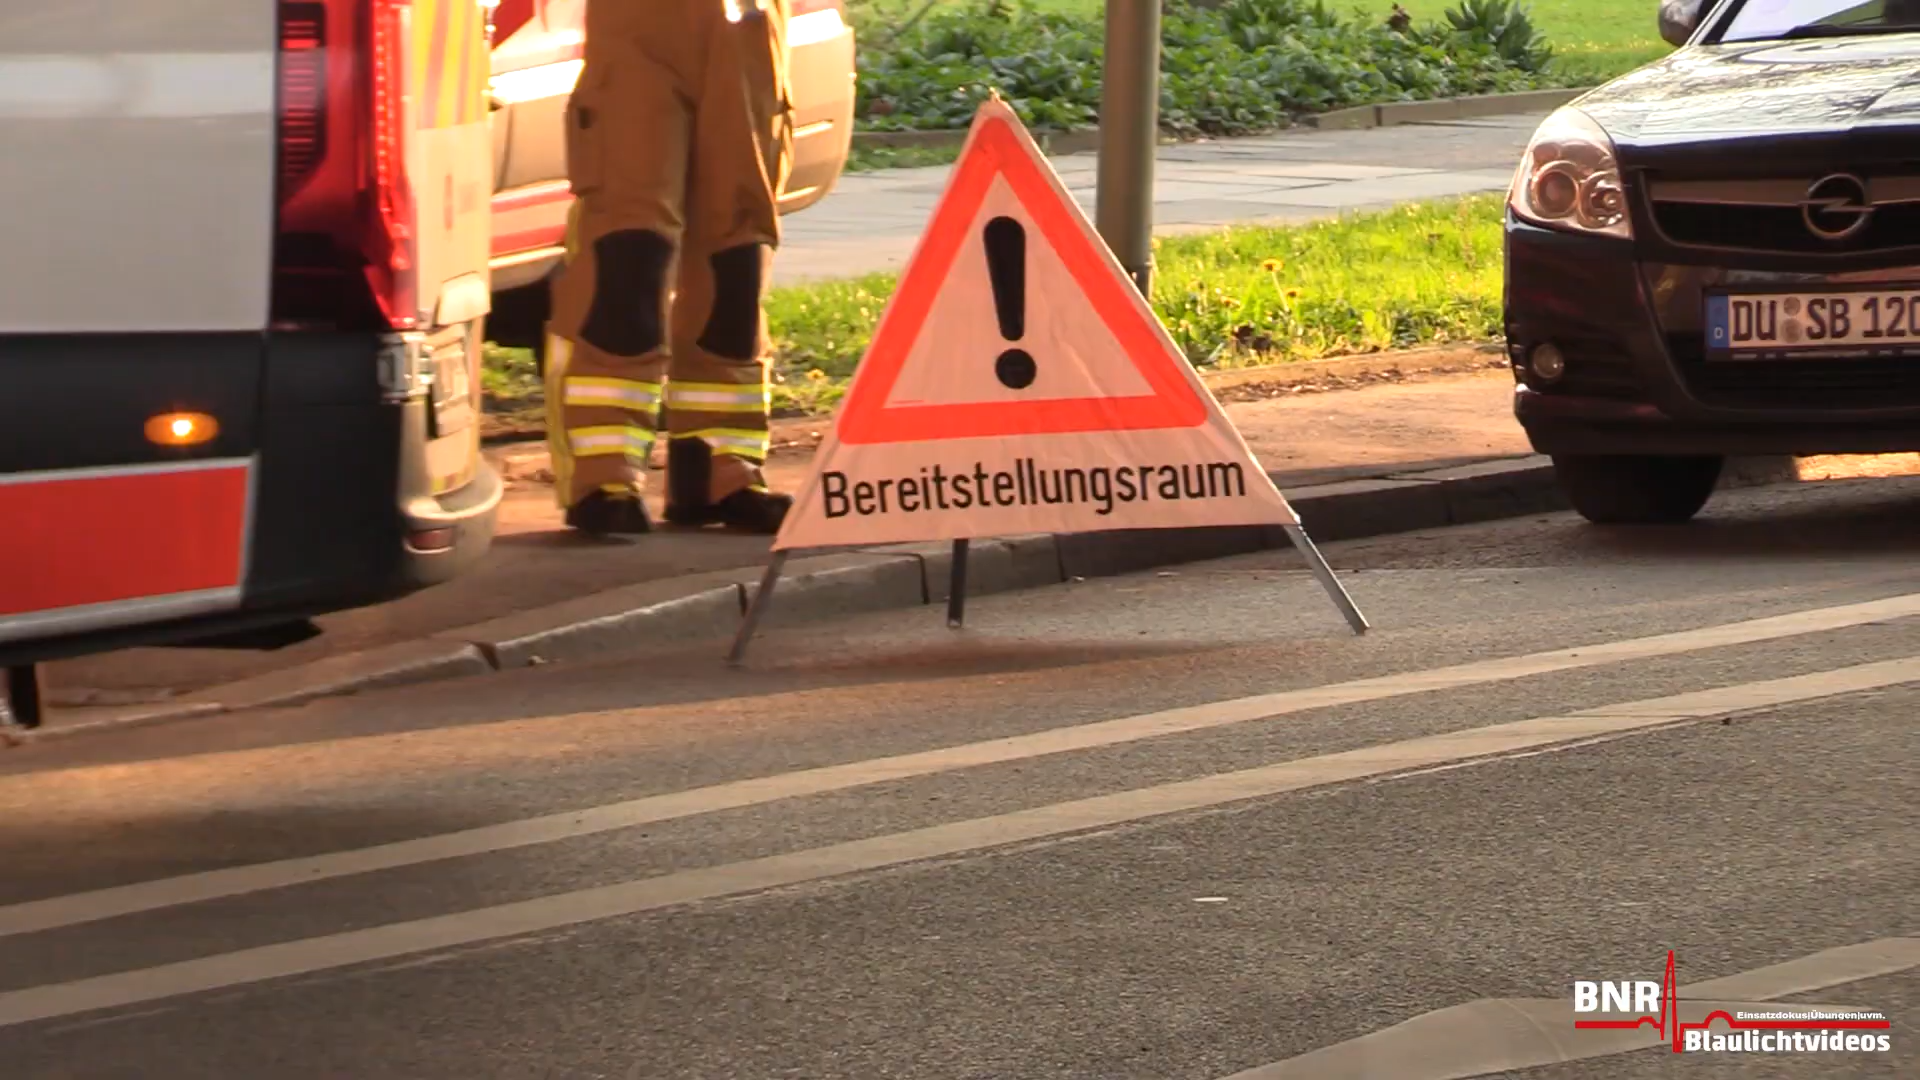 Bereitstellungsraum
DU SB 120
D
BNR
Einsatzdokus|Übungen|uvm.
Blaulichtvideos